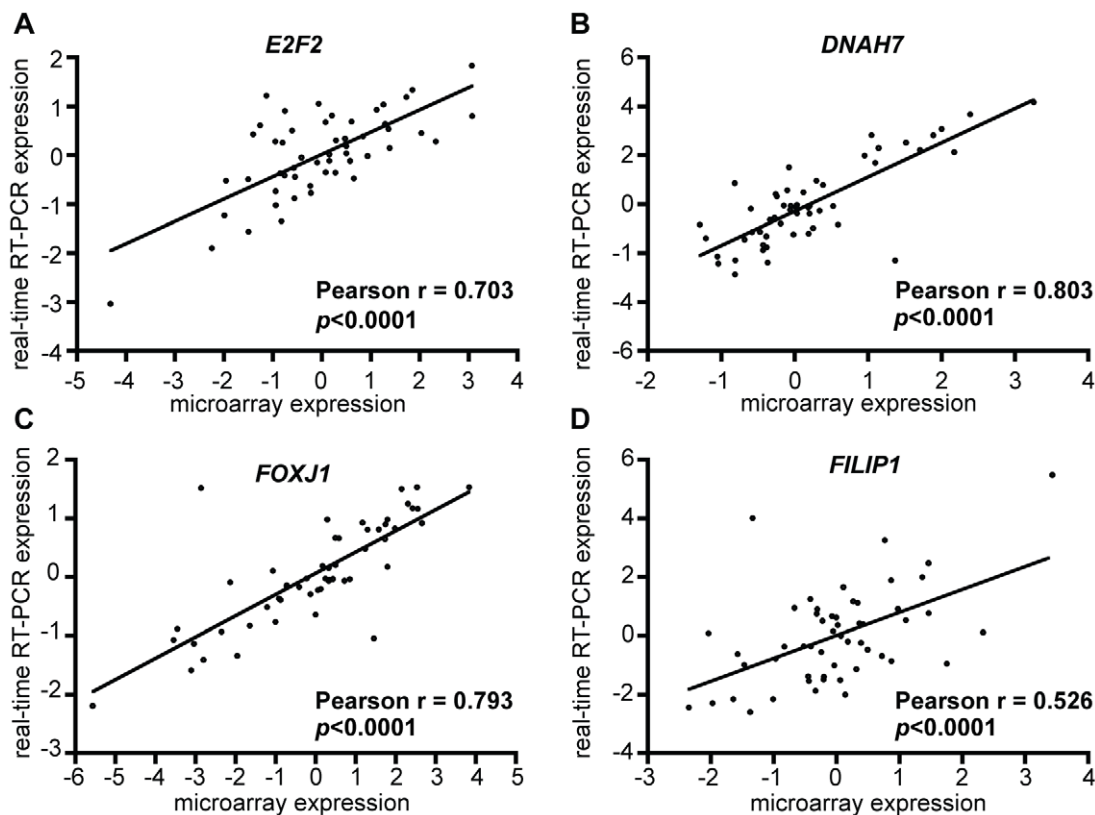 A
E2F2
real-time RT-PCR expression
2
1
0
-1
-2
-3
-4
-5 -4 -3 -2 -1 0 1 2 3 4
microarray expression
Pearson r = 0.703
p<0.0001
B
DNAH7
real-time RT-PCR expression
6
4
2
0
-1
-4
-6
-2 -1 0 1 2 3 4
microarray expression
Pearson r = 0.803
p<0.0001
C
FOXJ1
real-time RT-PCR expression
2
1
0
-1
-2
-3
-6 -5 -4 -3 -2 -1 0 1 2 3 4 5
microarray expression
Pearson r = 0.793
p<0.0001
D
FILIP1
real-time RT-PCR expression
6
4
2
0
-2
-4
-3 -2 -1 0 1 2 3 4
microarray expression
Pearson r = 0.526
p<0.0001